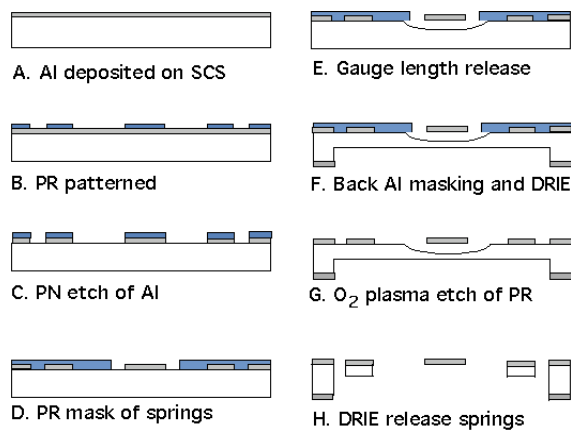 A. Al deposited on SCS
B. PR patterned
C. PN etch of Al
D. PR mask of springs
E. Gauge length release
F. Back Al masking and DRIE
G. O2 plasma etch of PR
H. DRIE release springs